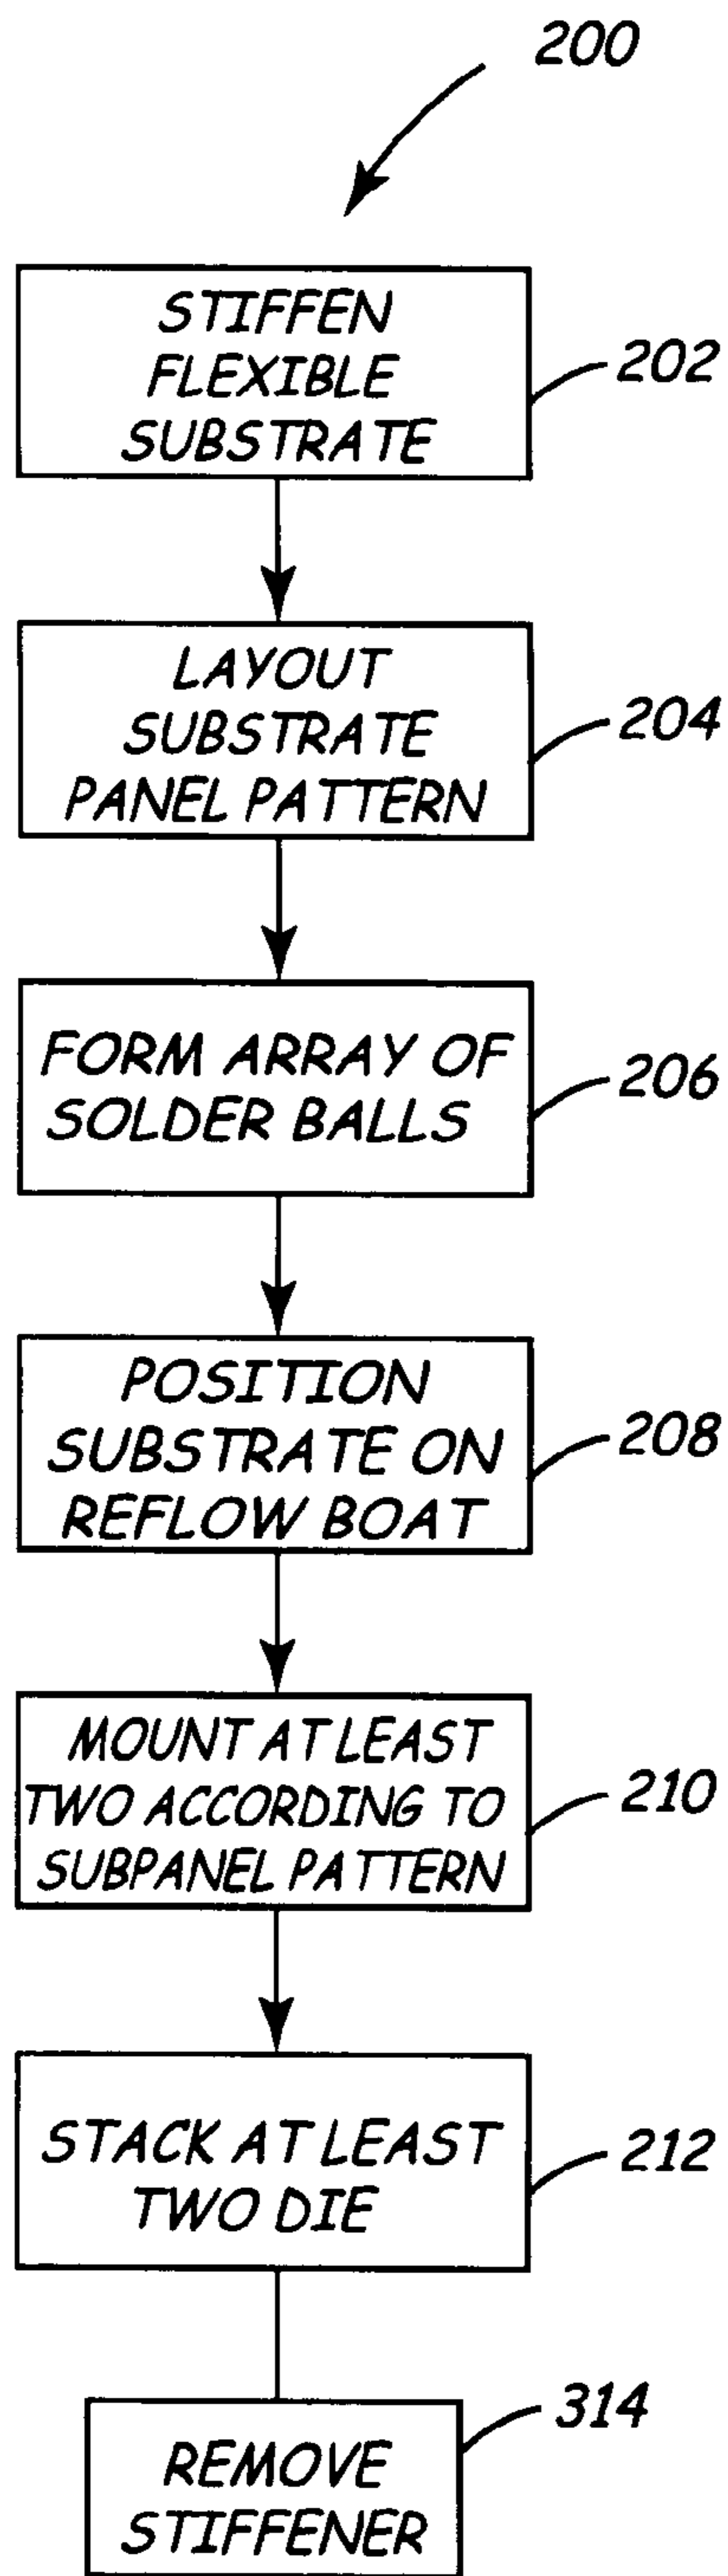 200
STIFFEN
FLEXIBLE
SUBSTRATE
202
LAYOUT
SUBSTRATE
PANEL PATTERN
204
FORM ARRAY OF
SOLDER BALLS
206
POSITION
SUBSTRATE ON
REFLOW BOAT
208
MOUNT AT LEAST
TWO ACCORDING TO
SUBPANEL PATTERN
210
STACK AT LEAST
TWO DIE
212
REMOVE
STIFFENER
314